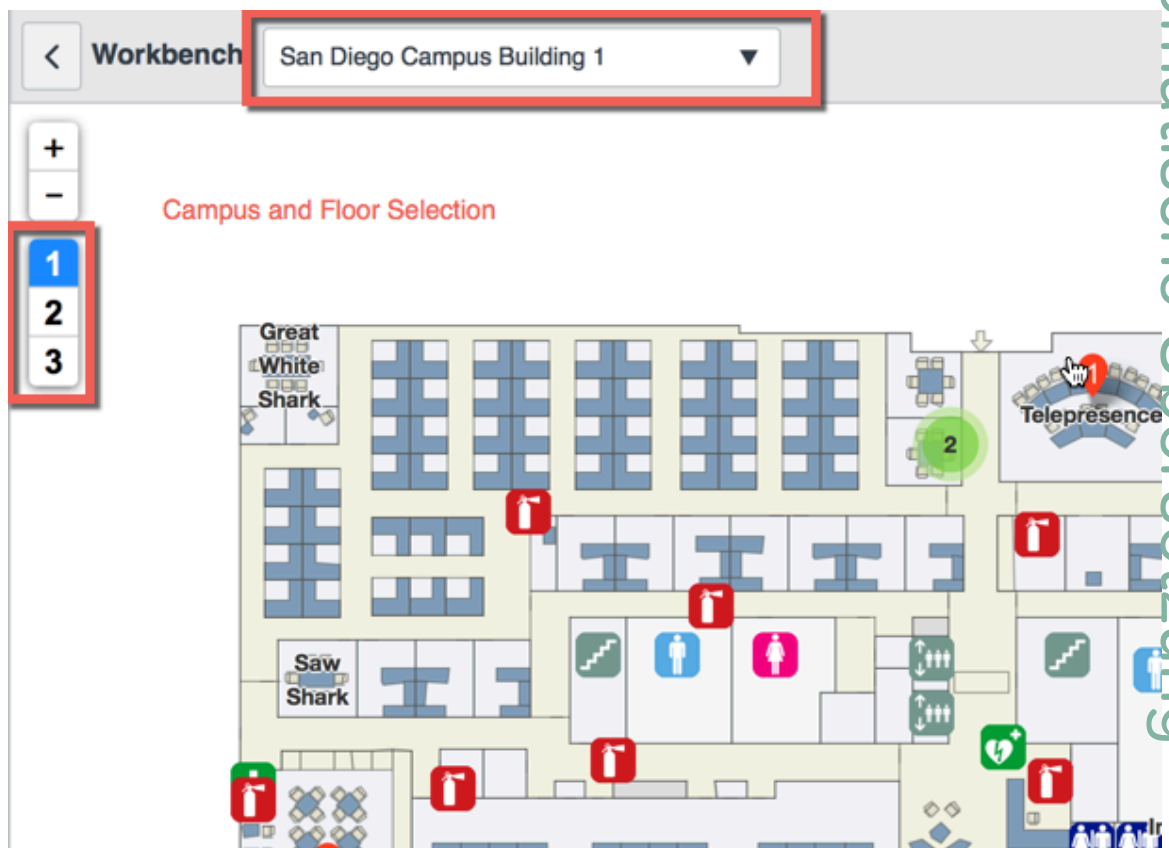 Workbench
San Diego Campus Building 1
+
−
Campus and Floor Selection
1
2
3
Great
White
Shark
1
Telepresence
2
Saw
Shark